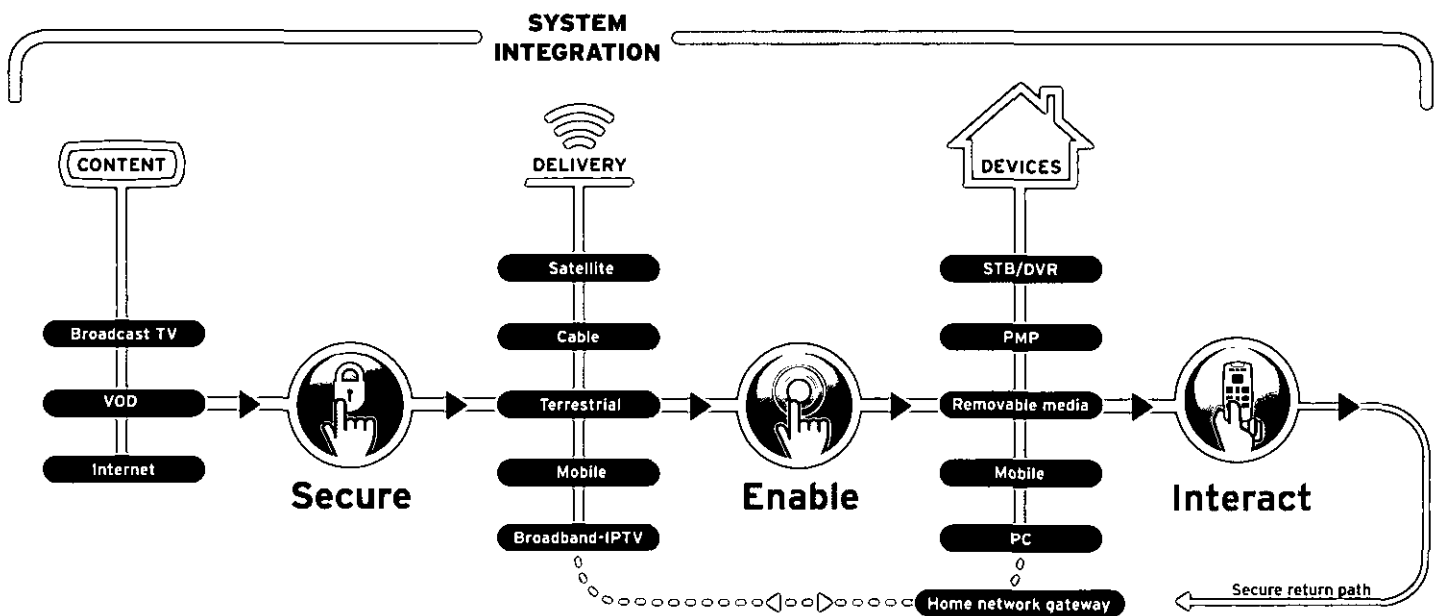 SYSTEM
INTEGRATION
CONTENT
Broadcast TV
VOD
Internet
Secure
DELIVERY
Satellite
Cable
Terrestrial
Mobile
Broadband-IPTV
Enable
DEVICES
STB/DVR
PMP
Removable media
Mobile
PC
Home network gateway
Interact
Secure return path